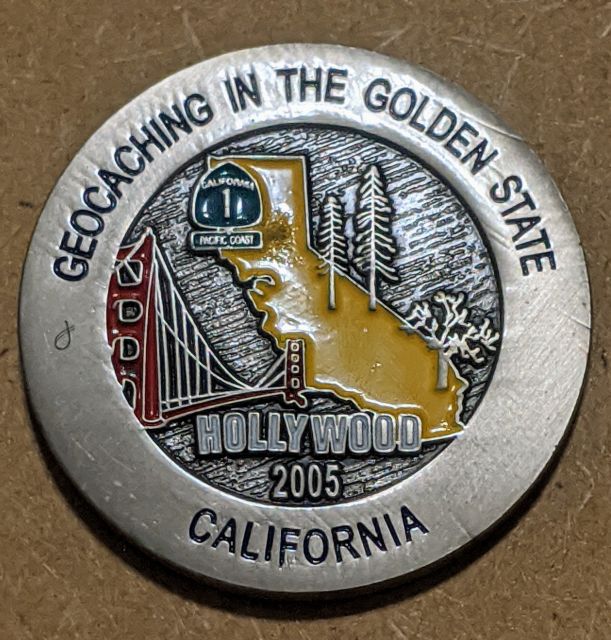 GEOCACHING IN THE GOLDEN STATE
CALIFORNIA
1
PACIFIC COAST
HOLLYWOOD
2005
CALIFORNIA